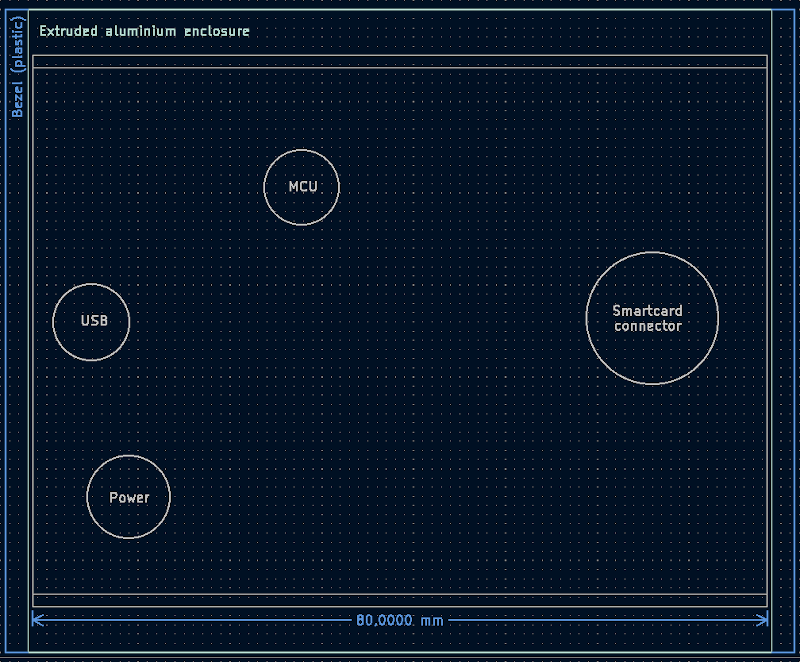 Extruded aluminium enclosure
Bezel (plastic)
MCU
USB
Smartcard
connector
Power
80,0000 mm